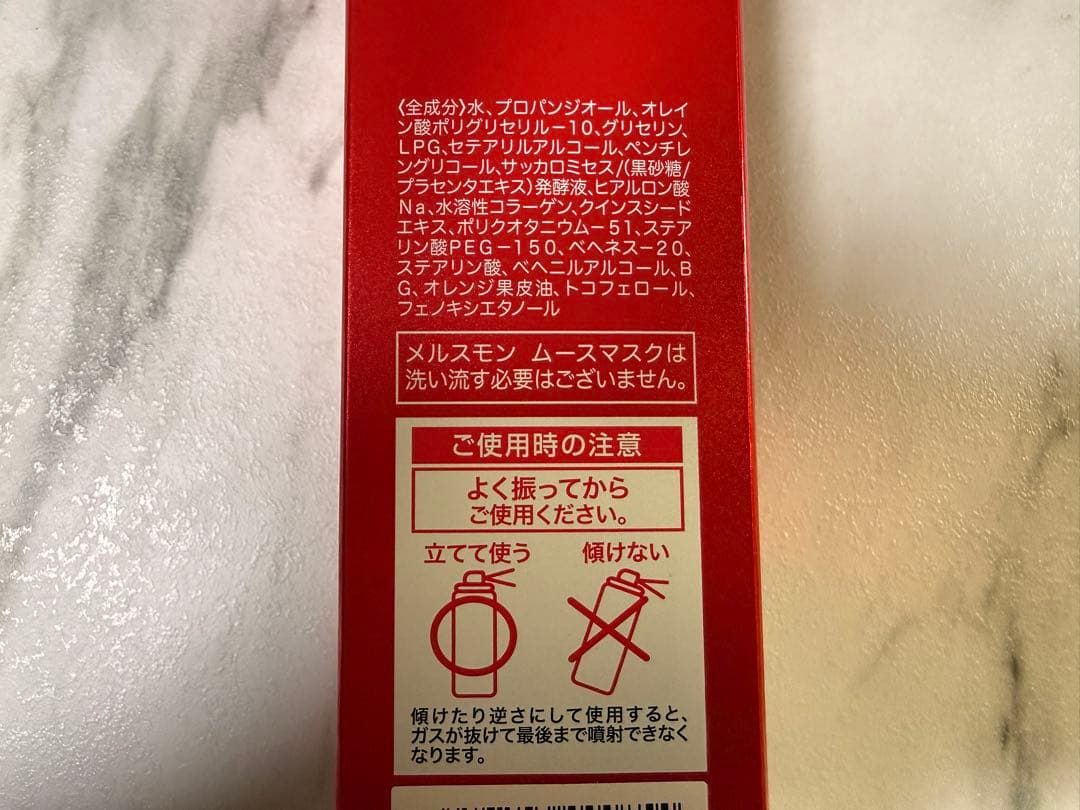 〈全成分〉水、プロパンジオール、オレイ
ン酸ポリグリセリル－10、グリセリン、
LPG、セテアリルアルコール、ペンチレ
ングリコール、サッカロミセス/(黒砂糖/
プラセンタエキス)発酵液、ヒアルロン酸
Na、水溶性コラーゲン、クインスシード
エキス、ポリクオタニウム－51、ステア
リン酸PEG－150、ベヘネス－20、
ステアリン酸、ベヘニルアルコール、B
G、オレンジ果皮油、トコフェロール、
フェノキシエタノール
メルスモン ムースマスクは
洗い流す必要はございません。
ご使用時の注意
よく振ってから
ご使用ください。
立てて使う 傾けない
傾けたり逆さにして使用すると、
ガスが抜けて最後まで噴射できなく
なります。